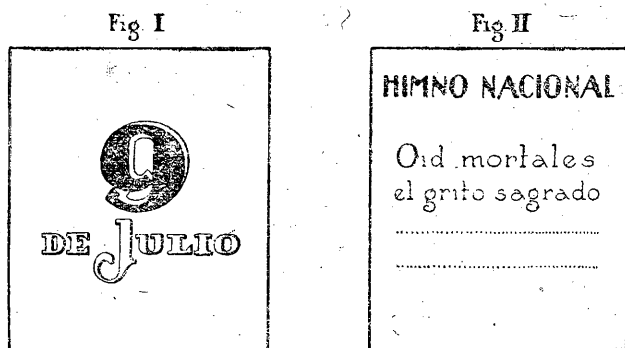 Fig. I
9
DE JULIO
Fig. II
HIMNO NACIONAL
Oid mortales
el grito sagrado